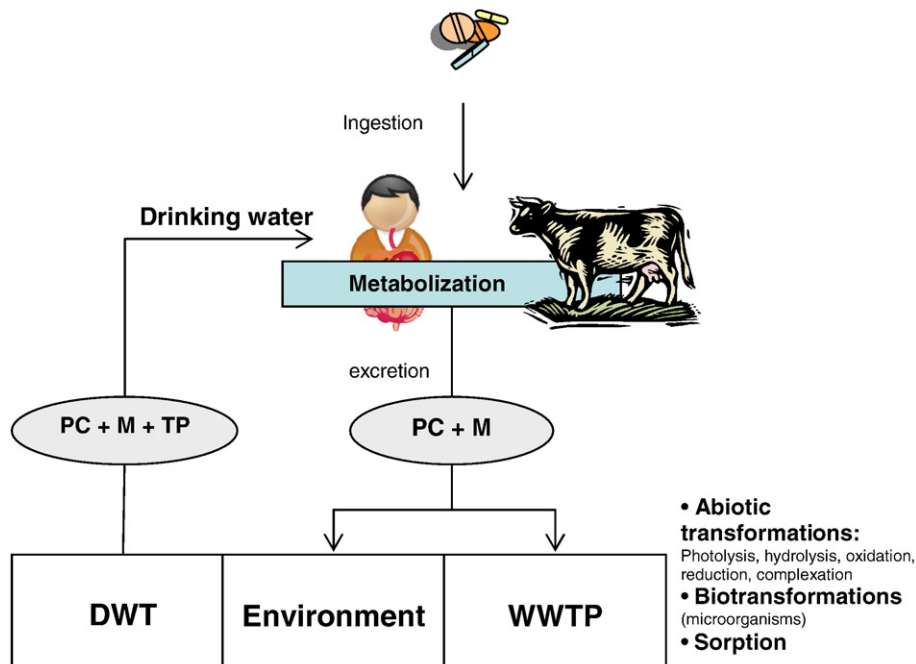 Ingestion
Drinking water
Metabolization
excretion
PC + M + TP
PC + M
• Abiotic
transformations:
Photolysis, hydrolysis, oxidation,
reduction, complexation
• Biotransformations
(microorganisms)
• Sorption
DWT
Environment
WWTP